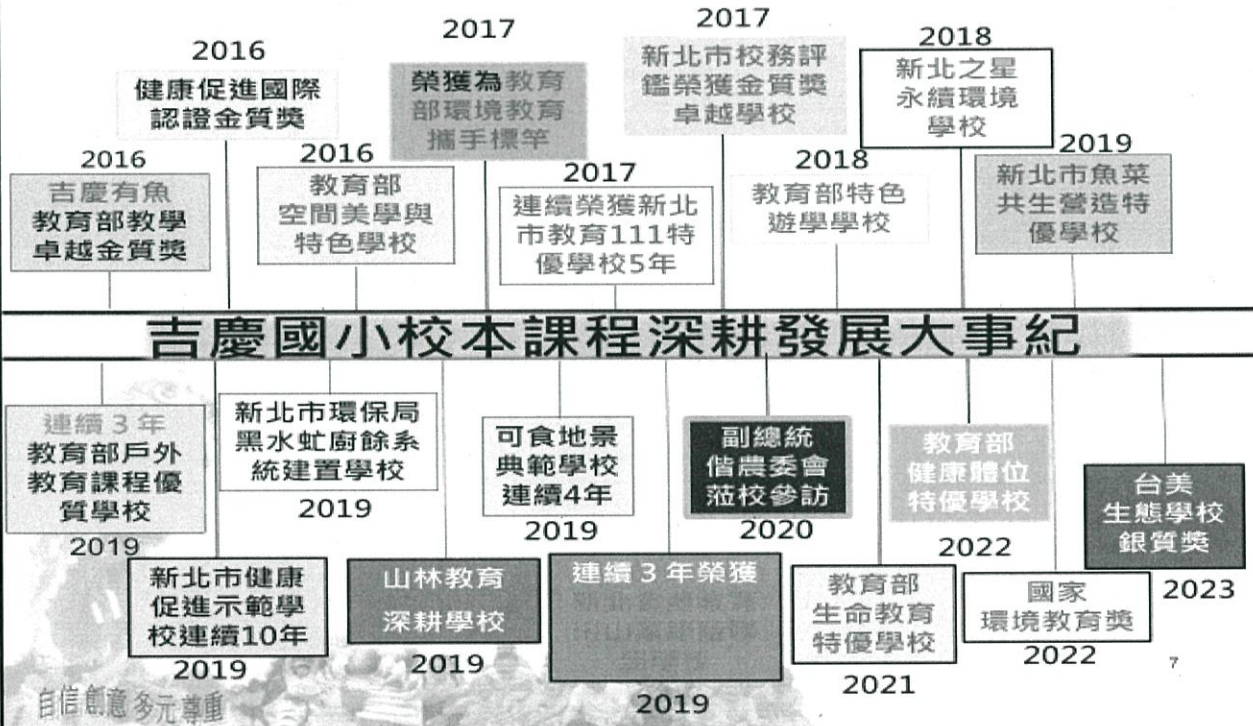 2016
吉慶有魚
教育部教學
卓越金質獎
2016
健康促進國際
認證金質獎
2016
教育部
空間美學與
特色學校
2017
榮獲為教育
部環境教育
攜手標竿
2017
連續榮獲新北
市教育111特
優學校5年
2017
新北市校務評
鑑榮獲金質獎
卓越學校
2018
教育部特色
遊學學校
2018
新北之星
永續環境
學校
2019
新北市魚菜
共生營造特
優學校
吉慶國小校本課程深耕發展大事紀
連續3年
教育部戶外
教育課程優
質學校
2019
新北市健康
促進示範學
校連續10年
2019
新北市環保局
黑水虻廚餘系
統建置學校
2019
山林教育
深耕學校
2019
可食地景
典範學校
連續4年
2019
連續3年榮獲
2019
副總統
偕農委會
蒞校參訪
2020
教育部
生命教育
特優學校
2021
教育部
健康體位
特優學校
2022
國家
環境教育獎
2022
台美
生態學校
銀質獎
2023
自信創意多元尊重
7